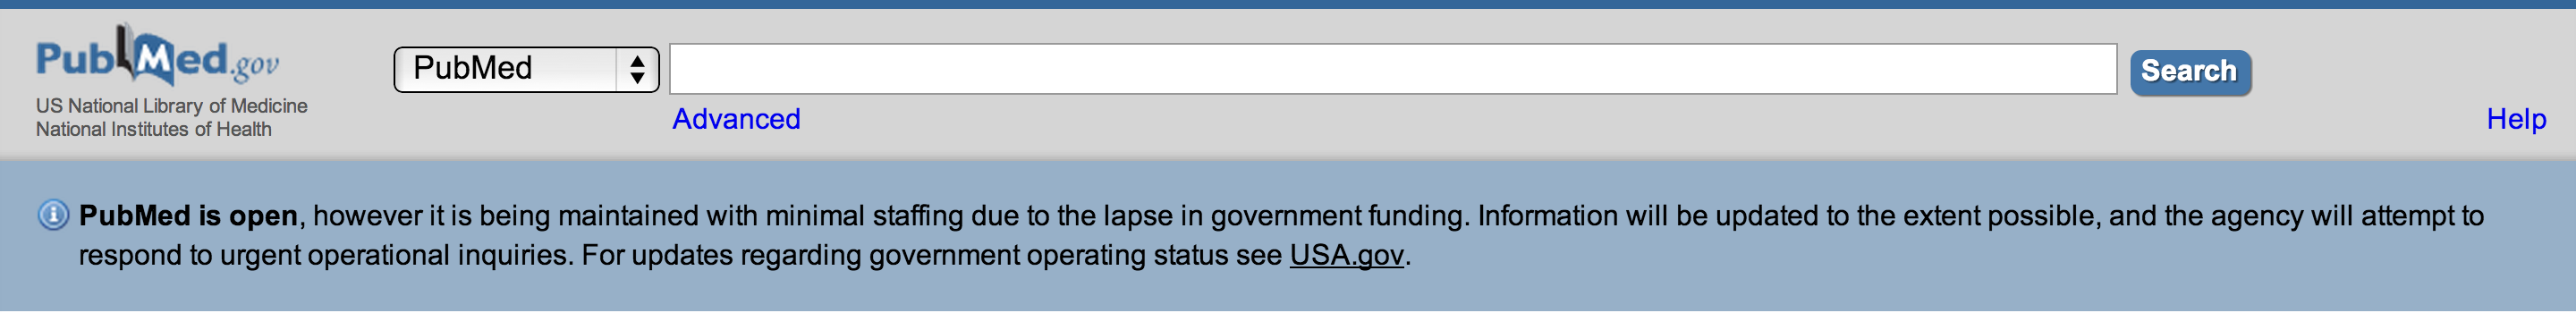 PubMed.gov
US National Library of Medicine
National Institutes of Health
PubMed
Search
Advanced
Help
PubMed is open, however it is being maintained with minimal staffing due to the lapse in government funding. Information will be updated to the extent possible, and the agency will attempt to
respond to urgent operational inquiries. For updates regarding government operating status see USA.gov.